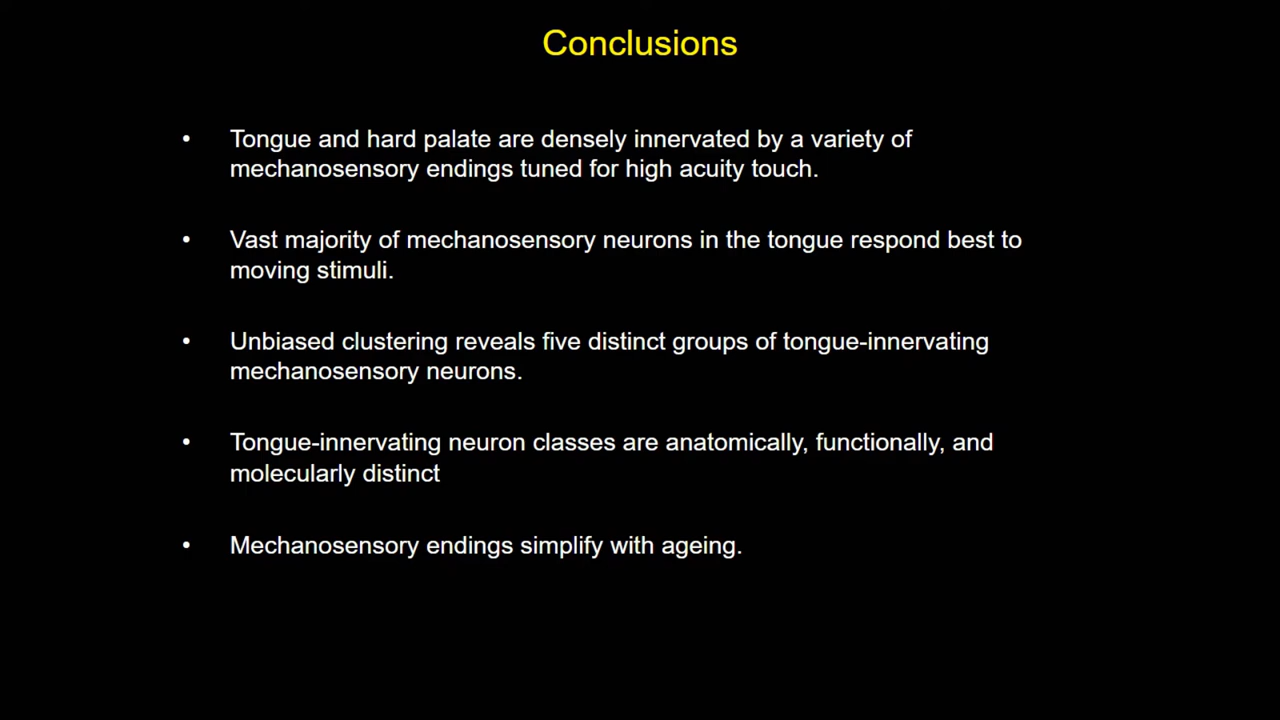 Conclusions
• Tongue and hard palate are densely innervated by a variety of
mechanosensory endings tuned for high acuity touch.
• Vast majority of mechanosensory neurons in the tongue respond best to
moving stimuli.
• Unbiased clustering reveals five distinct groups of tongue-innervating
mechanosensory neurons.
• Tongue-innervating neuron classes are anatomically, functionally, and
molecularly distinct
• Mechanosensory endings simplify with ageing.